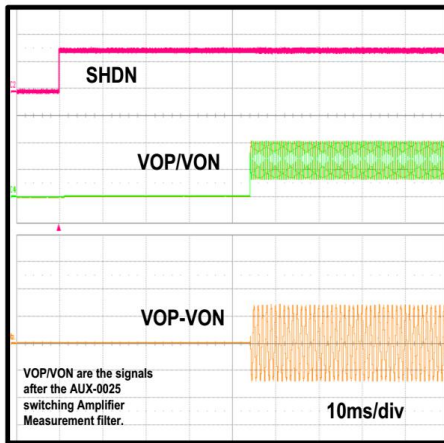 SHDN
VOP/VON
VOP-VON
VOP/VON are the signals
after the AUX-0025
switching Amplifier
Measurement filter.
10ms/div